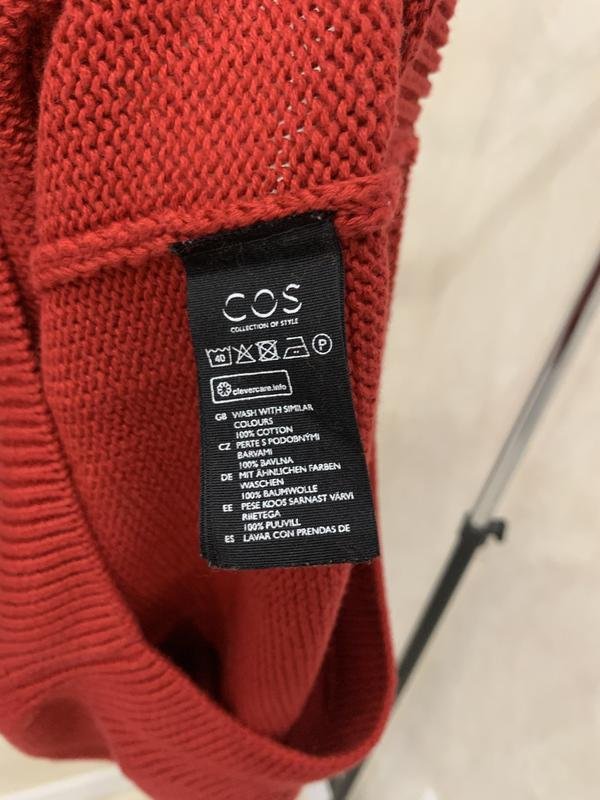 COS
COLLECTION OF STYLE
40 P
clevercare.info
GB WASH WITH SIMILAR
COLOURS
100% COTTON
CZ PERTE S PODOBNÝMI
BARVAMI
100% BAVLNA
DE MIT ÄHNLICHEN FARBEN
WASCHEN
100% BAUMWOLLE
EE PESE KOOS SARNAST VÄRVI
RIIETEGA
100% PUUVILL
ES LAVAR CON PRENDAS DE